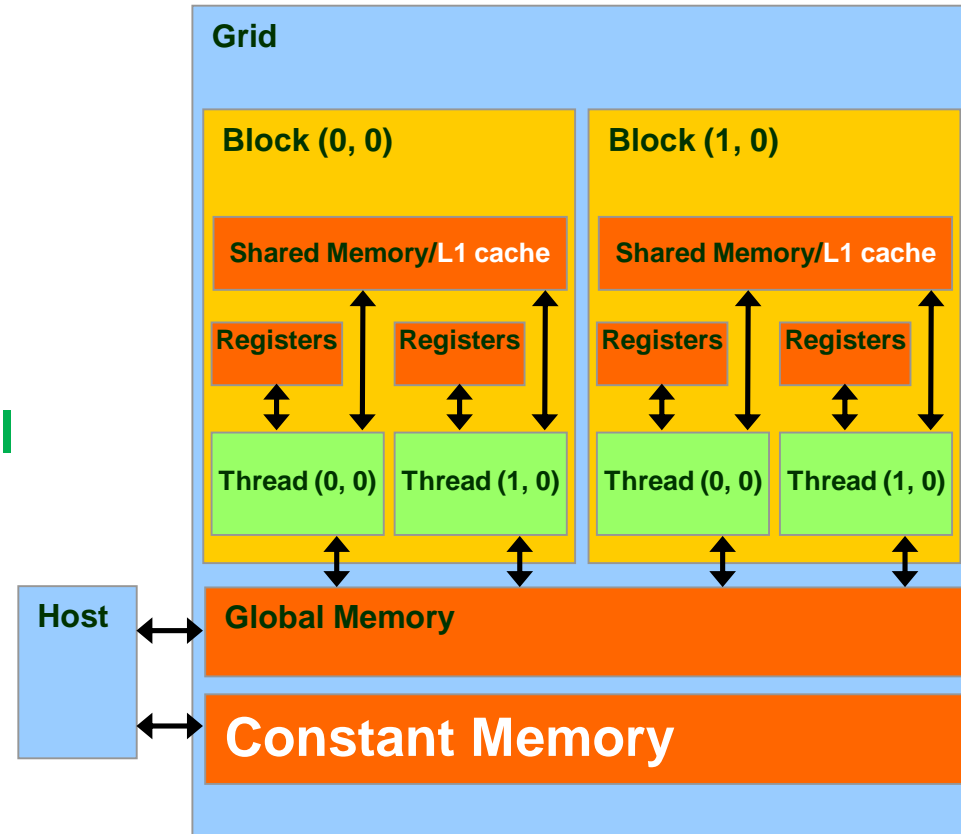 Grid
Block (0, 0)
Block (1, 0)
Shared Memory/L1 cache
Shared Memory/L1 cache
Registers
Registers
Registers
Registers
Thread (0, 0)
Thread (1, 0)
Thread (0, 0)
Thread (1, 0)
Host
Global Memory
Constant Memory